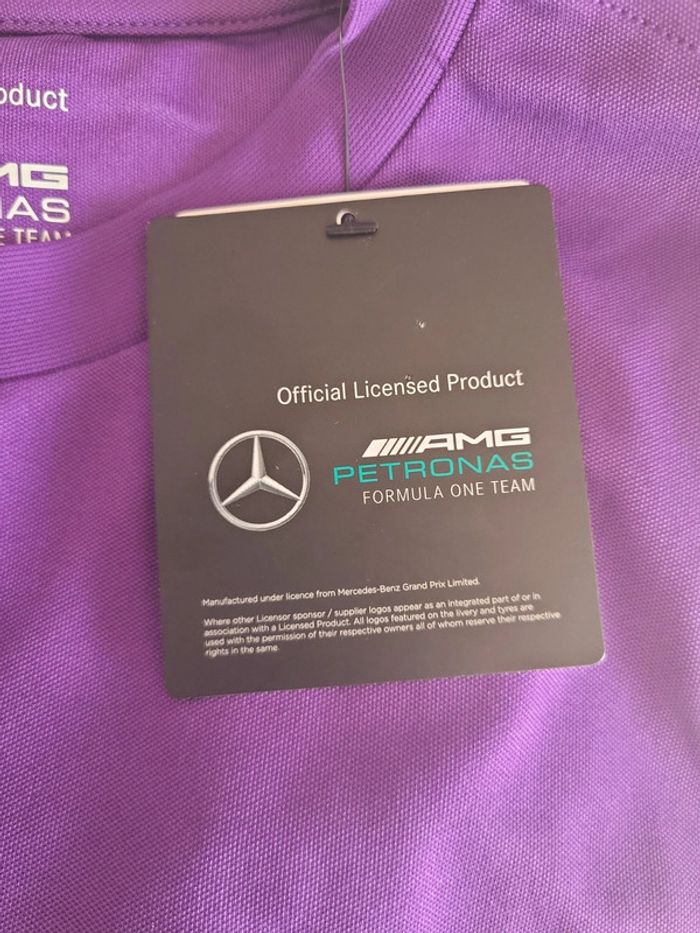 oduct
MG
NAS
E TEAM
Official Licensed Product
AMG
PETRONAS
FORMULA ONE TEAM
Manufactured under licence from Mercedes-Benz Grand Prix Limited.
Where other Licensor sponsor / supplier logos appear as an integrated part of or in
association with a Licensed Product. All logos featured on the livery and tyres are
used with the permission of their respective owners all of whom reserve their respective
rights in the same.